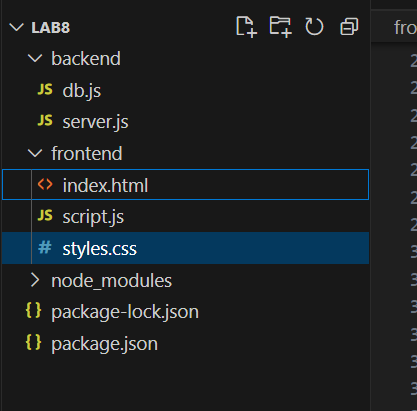 LAB8
fro
backend
JS db.js
JS server.js
frontend
<> index.html
JS script.js
# styles.css
node_modules
{} package-lock.json
{} package.json